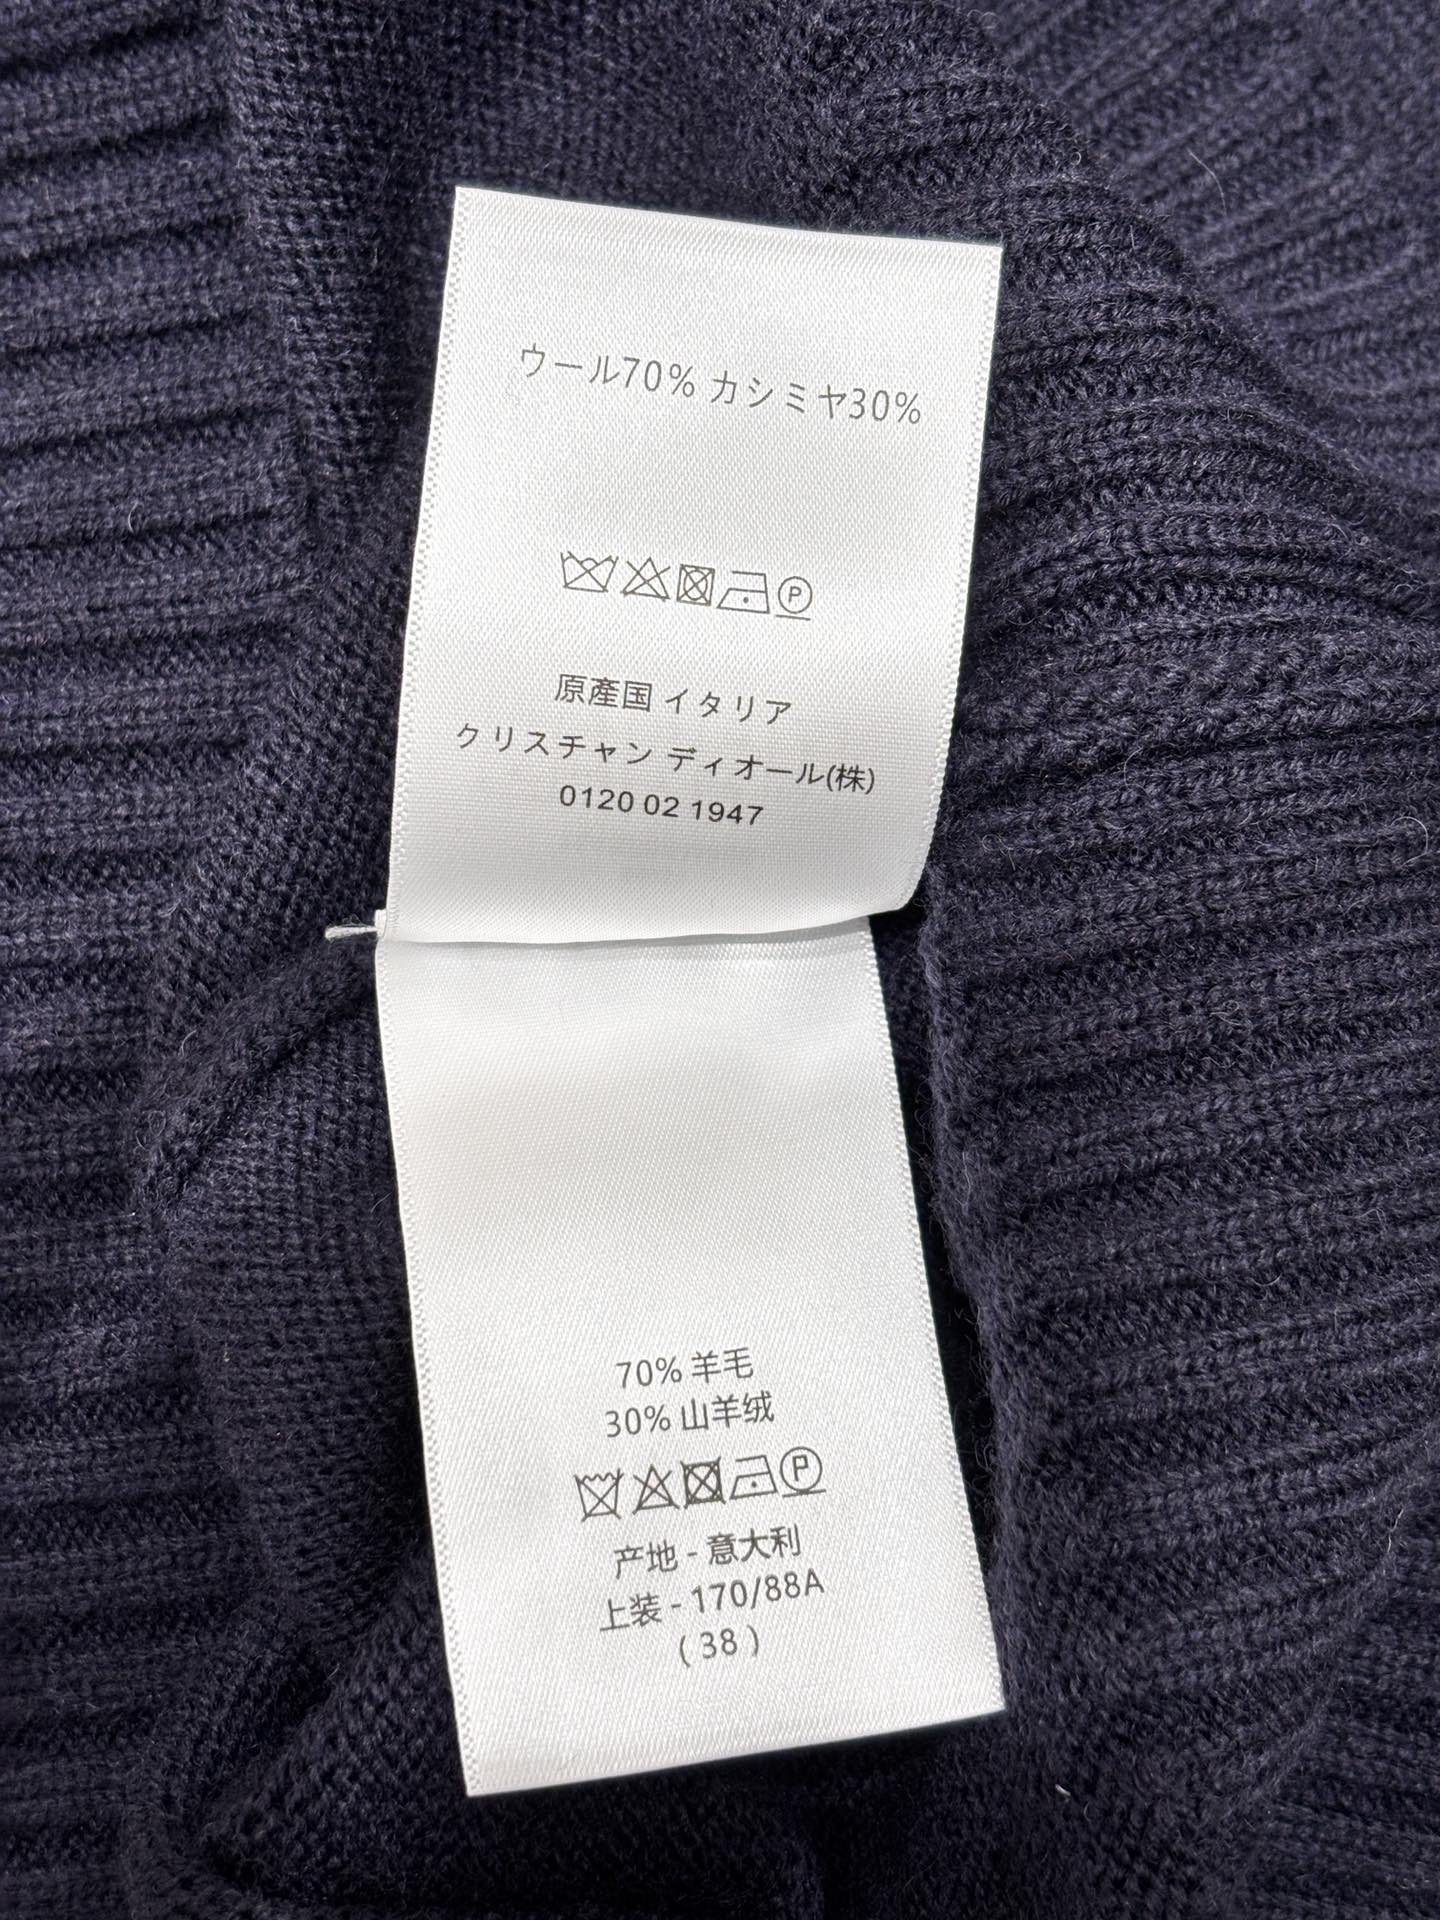 ウール70% カシミヤ30%
P
原產国 イタリア
クリスチャン ディオール(株)
0120 02 1947
70% 羊毛
30% 山羊绒
P
产地 - 意大利
上装 - 170/88A
( 38 )